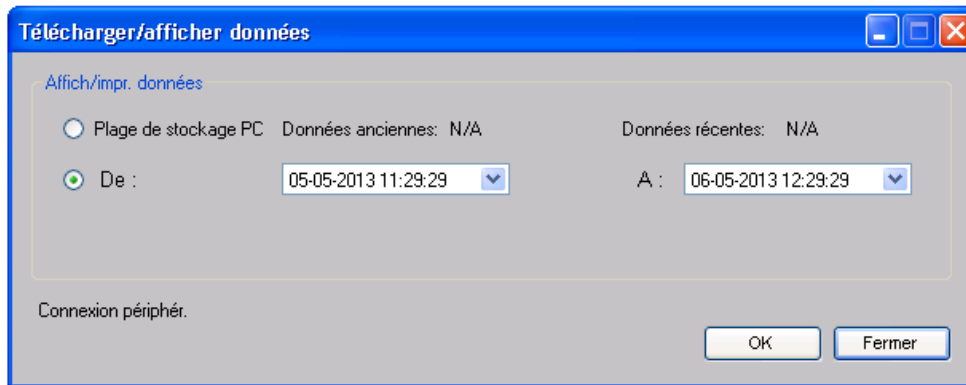 Télécharger/afficher données
Affich/impr. données
Plage de stockage PC Données anciennes: N/A Données récentes: N/A
De : 05-05-2013 11:29:29 A : 06-05-2013 12:29:29
Connexion périphér.
OK Fermer